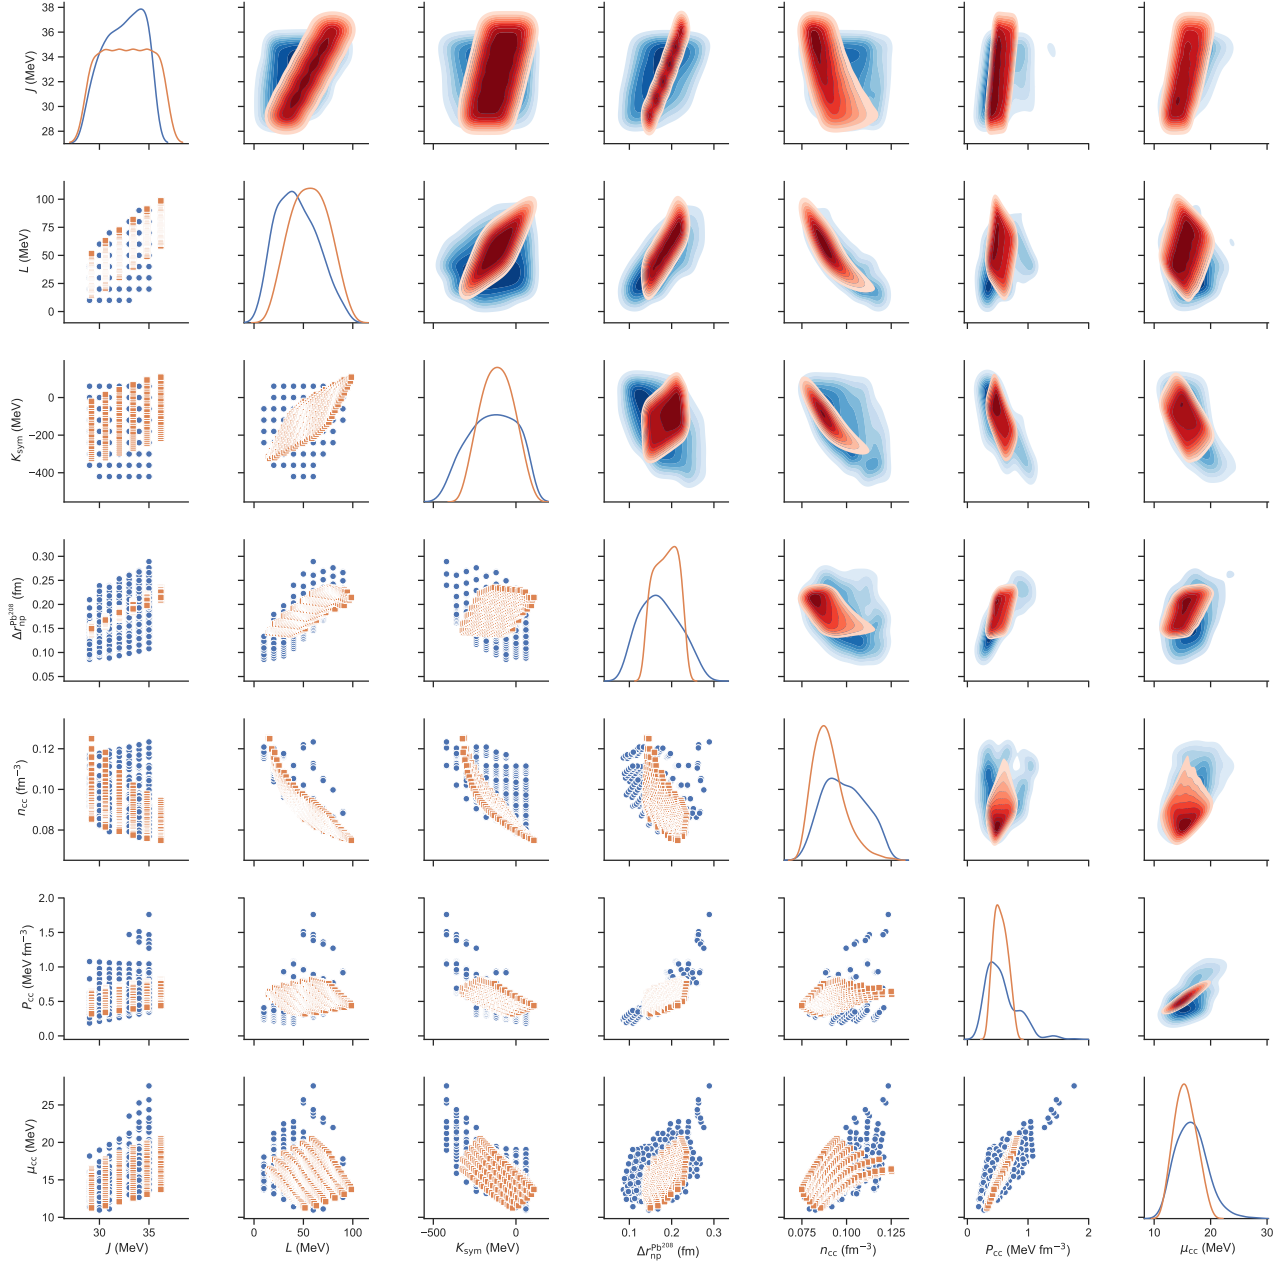 38
36
34
32
30
28
J (MeV)
100
75
50
25
0
L (MeV)
0
−200
−400
K_sym (MeV)
0.30
0.25
0.20
0.15
0.10
0.05
Δr_np^Pb^208 (fm)
0.12
0.10
0.08
n_cc (fm⁻³)
2.0
1.5
1.0
0.5
0.0
P_cc (MeV fm⁻³)
25
20
15
10
μ_cc (MeV)
30 35
J (MeV)
0 50 100
L (MeV)
−500 0
K_sym (MeV)
0.1 0.2 0.3
Δr_np^Pb^208 (fm)
0.075 0.100 0.125
n_cc (fm⁻³)
0 1 2
P_cc (MeV fm⁻³)
10 20 30
μ_cc (MeV)